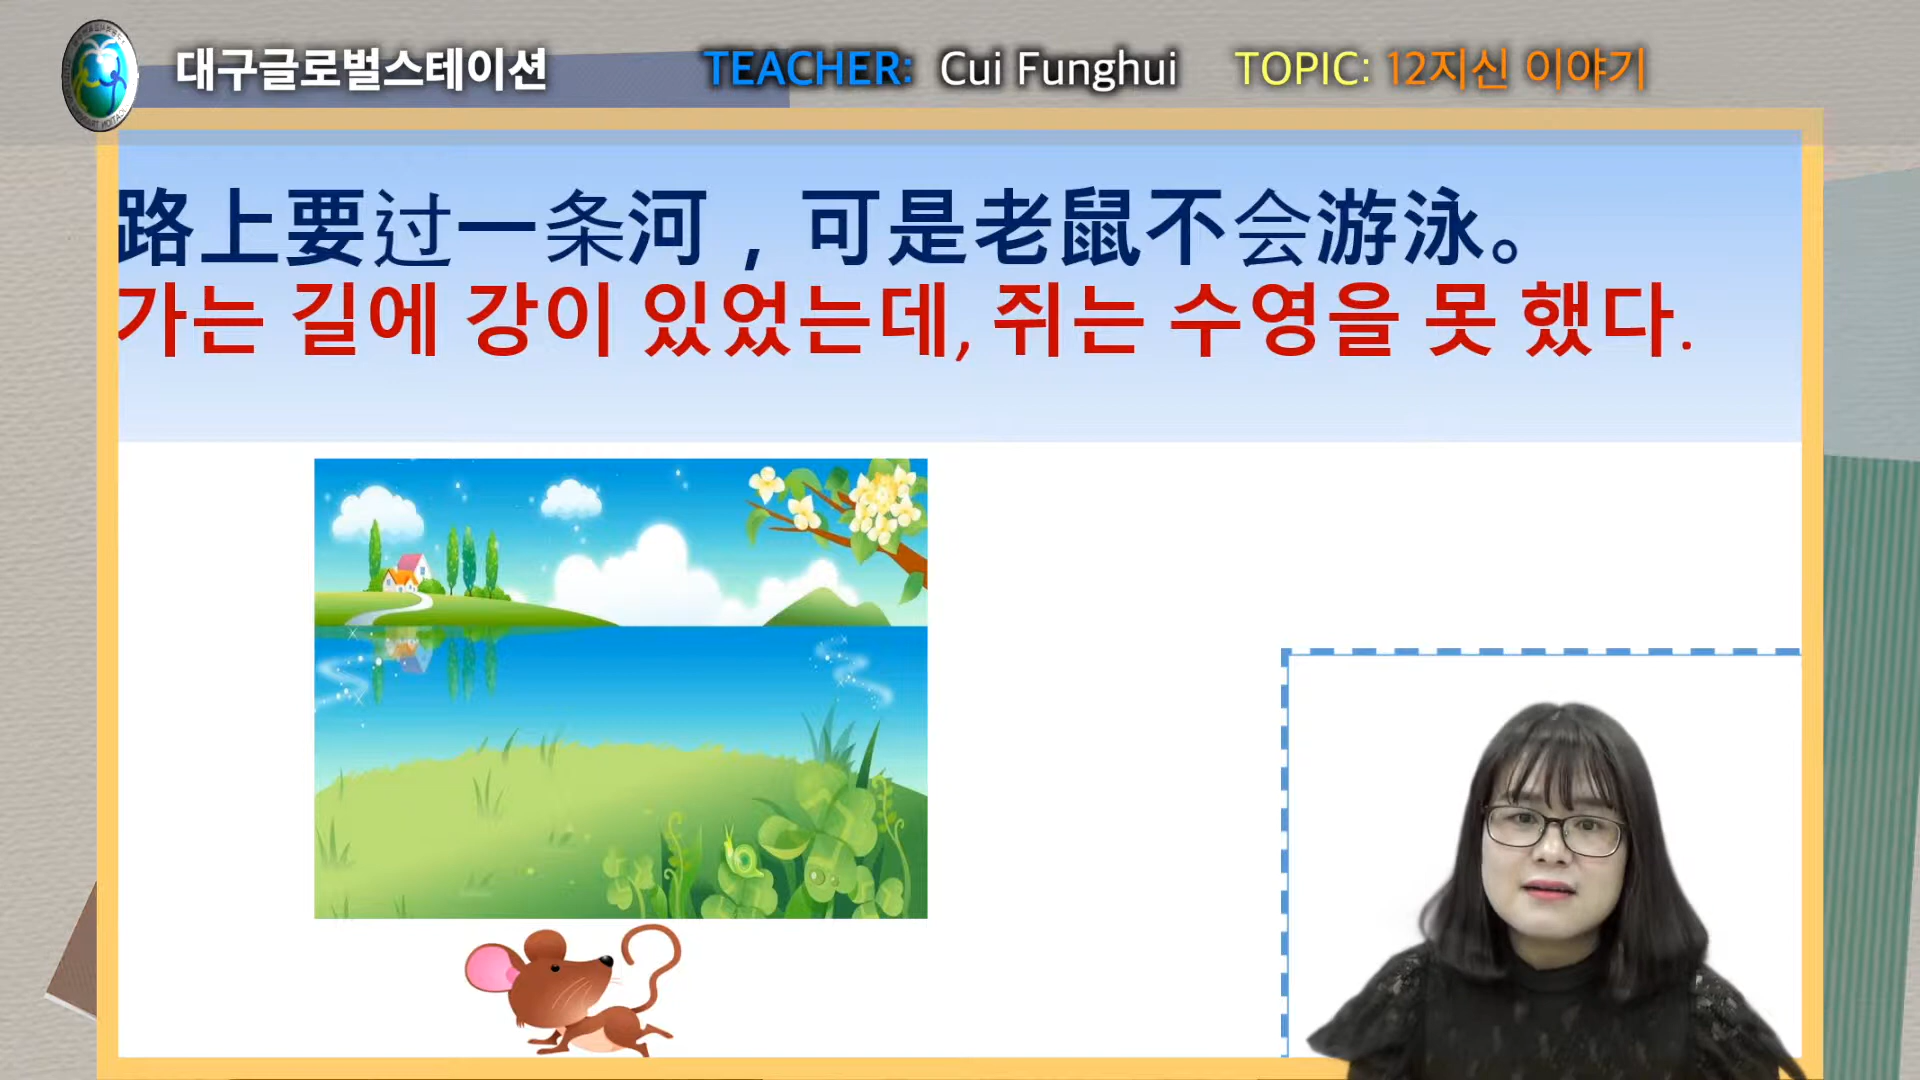 대구글로벌스테이션 TEACHER: Cui Funghui TOPIC: 12지신 이야기
路上要过一条河，可是老鼠不会游泳。
가는 길에 강이 있었는데, 쥐는 수영을 못 했다.